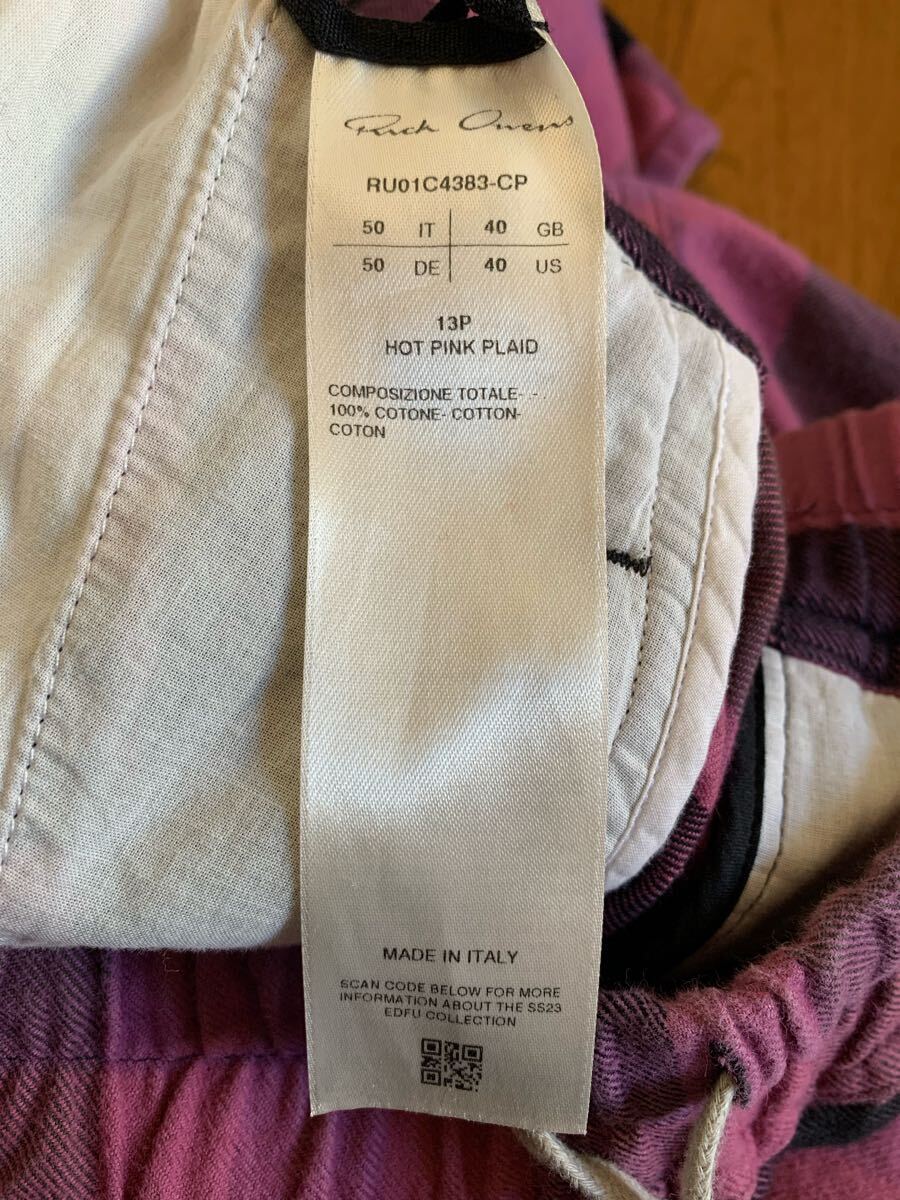 Rick Owens
RU01C4383-CP
50 IT 40 GB
50 DE 40 US
13P
HOT PINK PLAID
COMPOSIZIONE TOTALE- -
100% COTONE- COTTON-
COTON
MADE IN ITALY
SCAN CODE BELOW FOR MORE
INFORMATION ABOUT THE SS23
EDFU COLLECTION